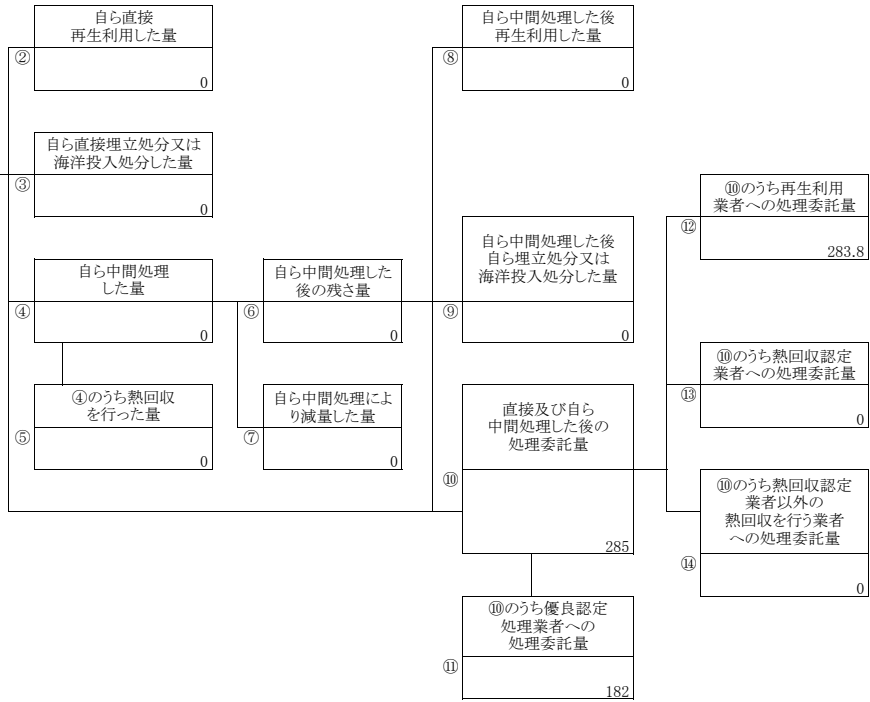 自ら直接
再生利用した量
②
0
自ら中間処理した後
再生利用した量
⑧
0
自ら直接埋立処分又は
海洋投入処分した量
③
0
⑩のうち再生利用
業者への処理委託量
⑫
283.8
自ら中間処理
した量
④
0
自ら中間処理した
後の残さ量
⑥
0
自ら中間処理した後
自ら埋立処分又は
海洋投入処分した量
⑨
0
⑩のうち熱回収認定
業者への処理委託量
⑬
0
④のうち熱回収
を行った量
⑤
0
自ら中間処理によ
り減量した量
⑦
0
直接及び自ら
中間処理した後の
処理委託量
⑩
285
⑩のうち熱回収認定
業者以外の
熱回収を行う業者
への処理委託量
⑭
0
⑩のうち優良認定
処理業者への
処理委託量
⑪
182